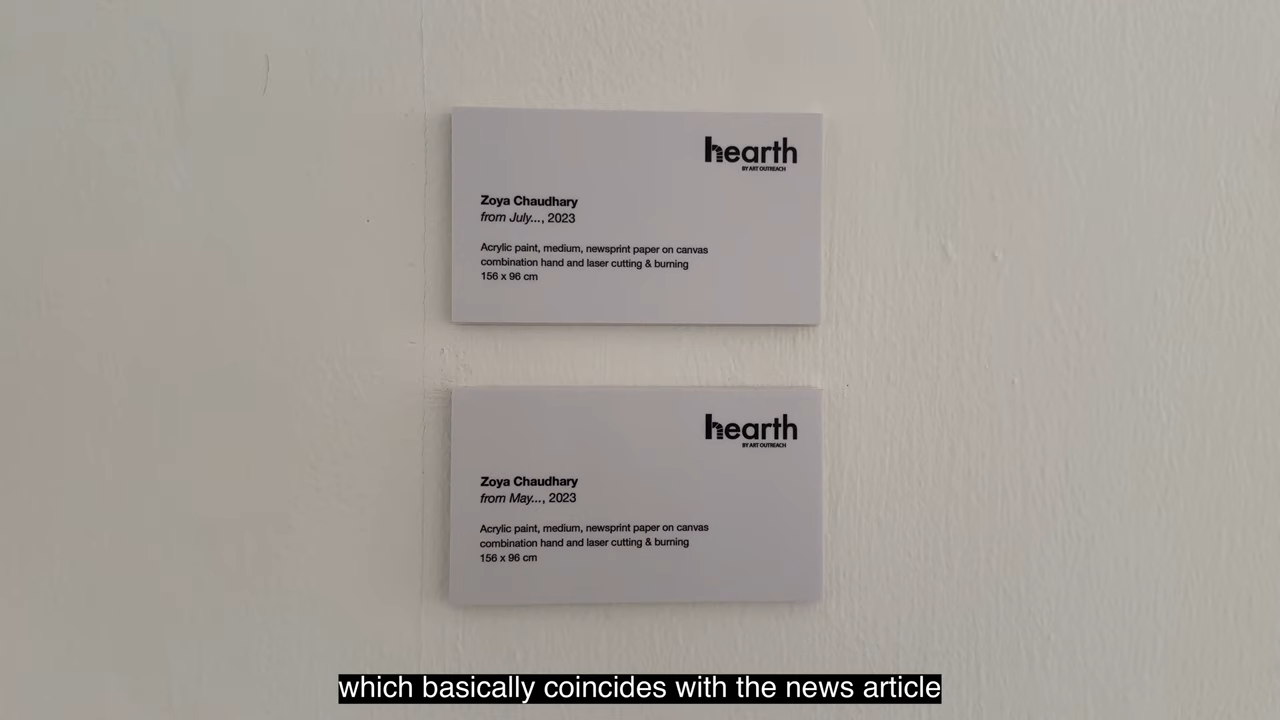 hearth
BY ART OUTREACH
Zoya Chaudhary
from July..., 2023
Acrylic paint, medium, newsprint paper on canvas
combination hand and laser cutting & burning
156 x 96 cm
hearth
BY ART OUTREACH
Zoya Chaudhary
from May..., 2023
Acrylic paint, medium, newsprint paper on canvas
combination hand and laser cutting & burning
156 x 96 cm
which basically coincides with the news article